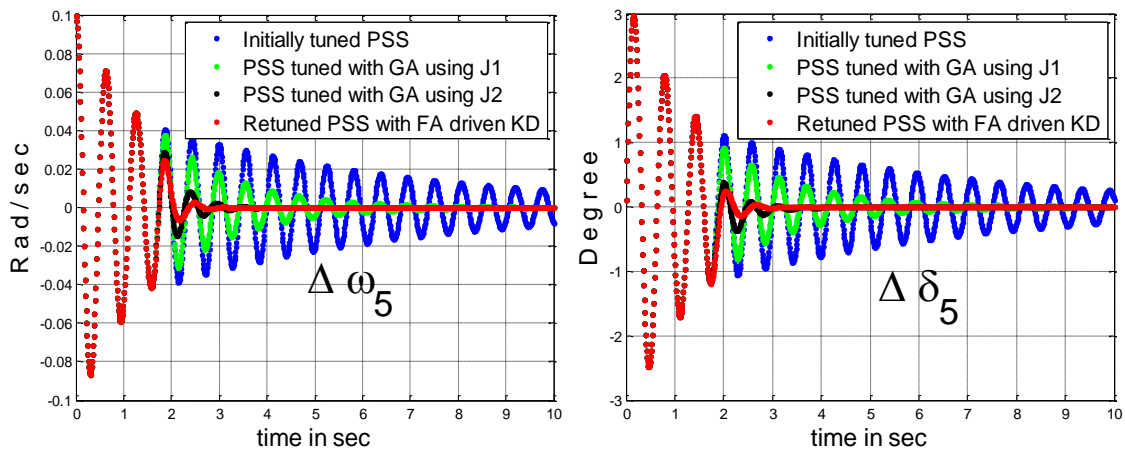 0.1
0.08
0.06
0.04
0.02
0
-0.02
-0.04
-0.06
-0.08
-0.1
Rad/sec
Initially tuned PSS
PSS tuned with GA using J1
PSS tuned with GA using J2
Retuned PSS with FA driven KD
Δ ω5
0 1 2 3 4 5 6 7 8 9 10
time in sec
3
2
1
0
-1
-2
-3
Degree
Initially tuned PSS
PSS tuned with GA using J1
PSS tuned with GA using J2
Retuned PSS with FA driven KD
Δ δ5
0 1 2 3 4 5 6 7 8 9 10
time in sec